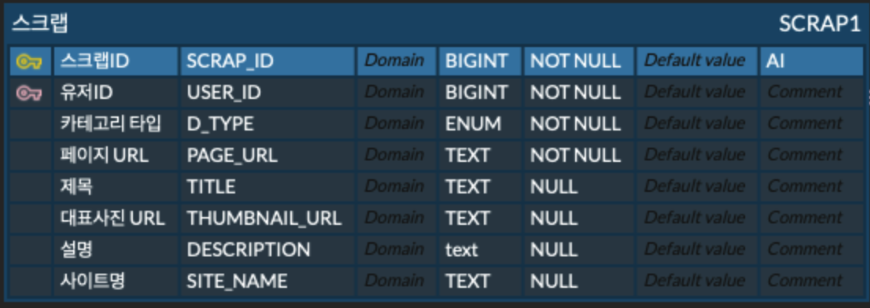 스크랩 SCRAP1
스크랩ID SCRAP_ID Domain BIGINT NOT NULL Default value AI
유저ID USER_ID Domain BIGINT NOT NULL Default value Comment
카테고리 타입 D_TYPE Domain ENUM NOT NULL Default value Comment
페이지 URL PAGE_URL Domain TEXT NOT NULL Default value Comment
제목 TITLE Domain TEXT NULL Default value Comment
대표사진 URL THUMBNAIL_URL Domain TEXT NULL Default value Comment
설명 DESCRIPTION Domain text NULL Default value Comment
사이트명 SITE_NAME Domain TEXT NULL Default value Comment